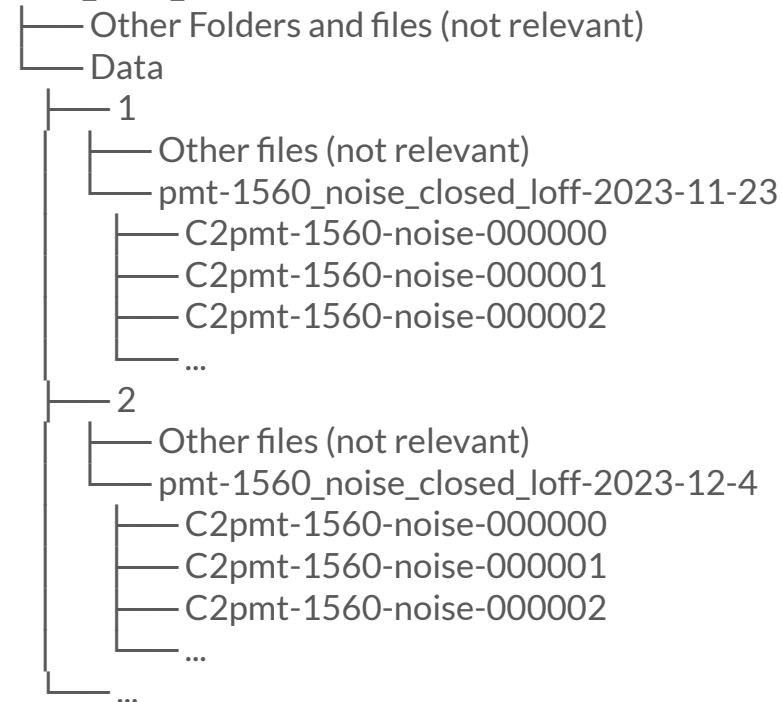 Other Folders and files (not relevant)
Data
1
Other files (not relevant)
pmt-1560_noise_closed_loff-2023-11-23
C2pmt-1560-noise-000000
C2pmt-1560-noise-000001
C2pmt-1560-noise-000002
...
2
Other files (not relevant)
pmt-1560_noise_closed_loff-2023-12-4
C2pmt-1560-noise-000000
C2pmt-1560-noise-000001
C2pmt-1560-noise-000002
...
...